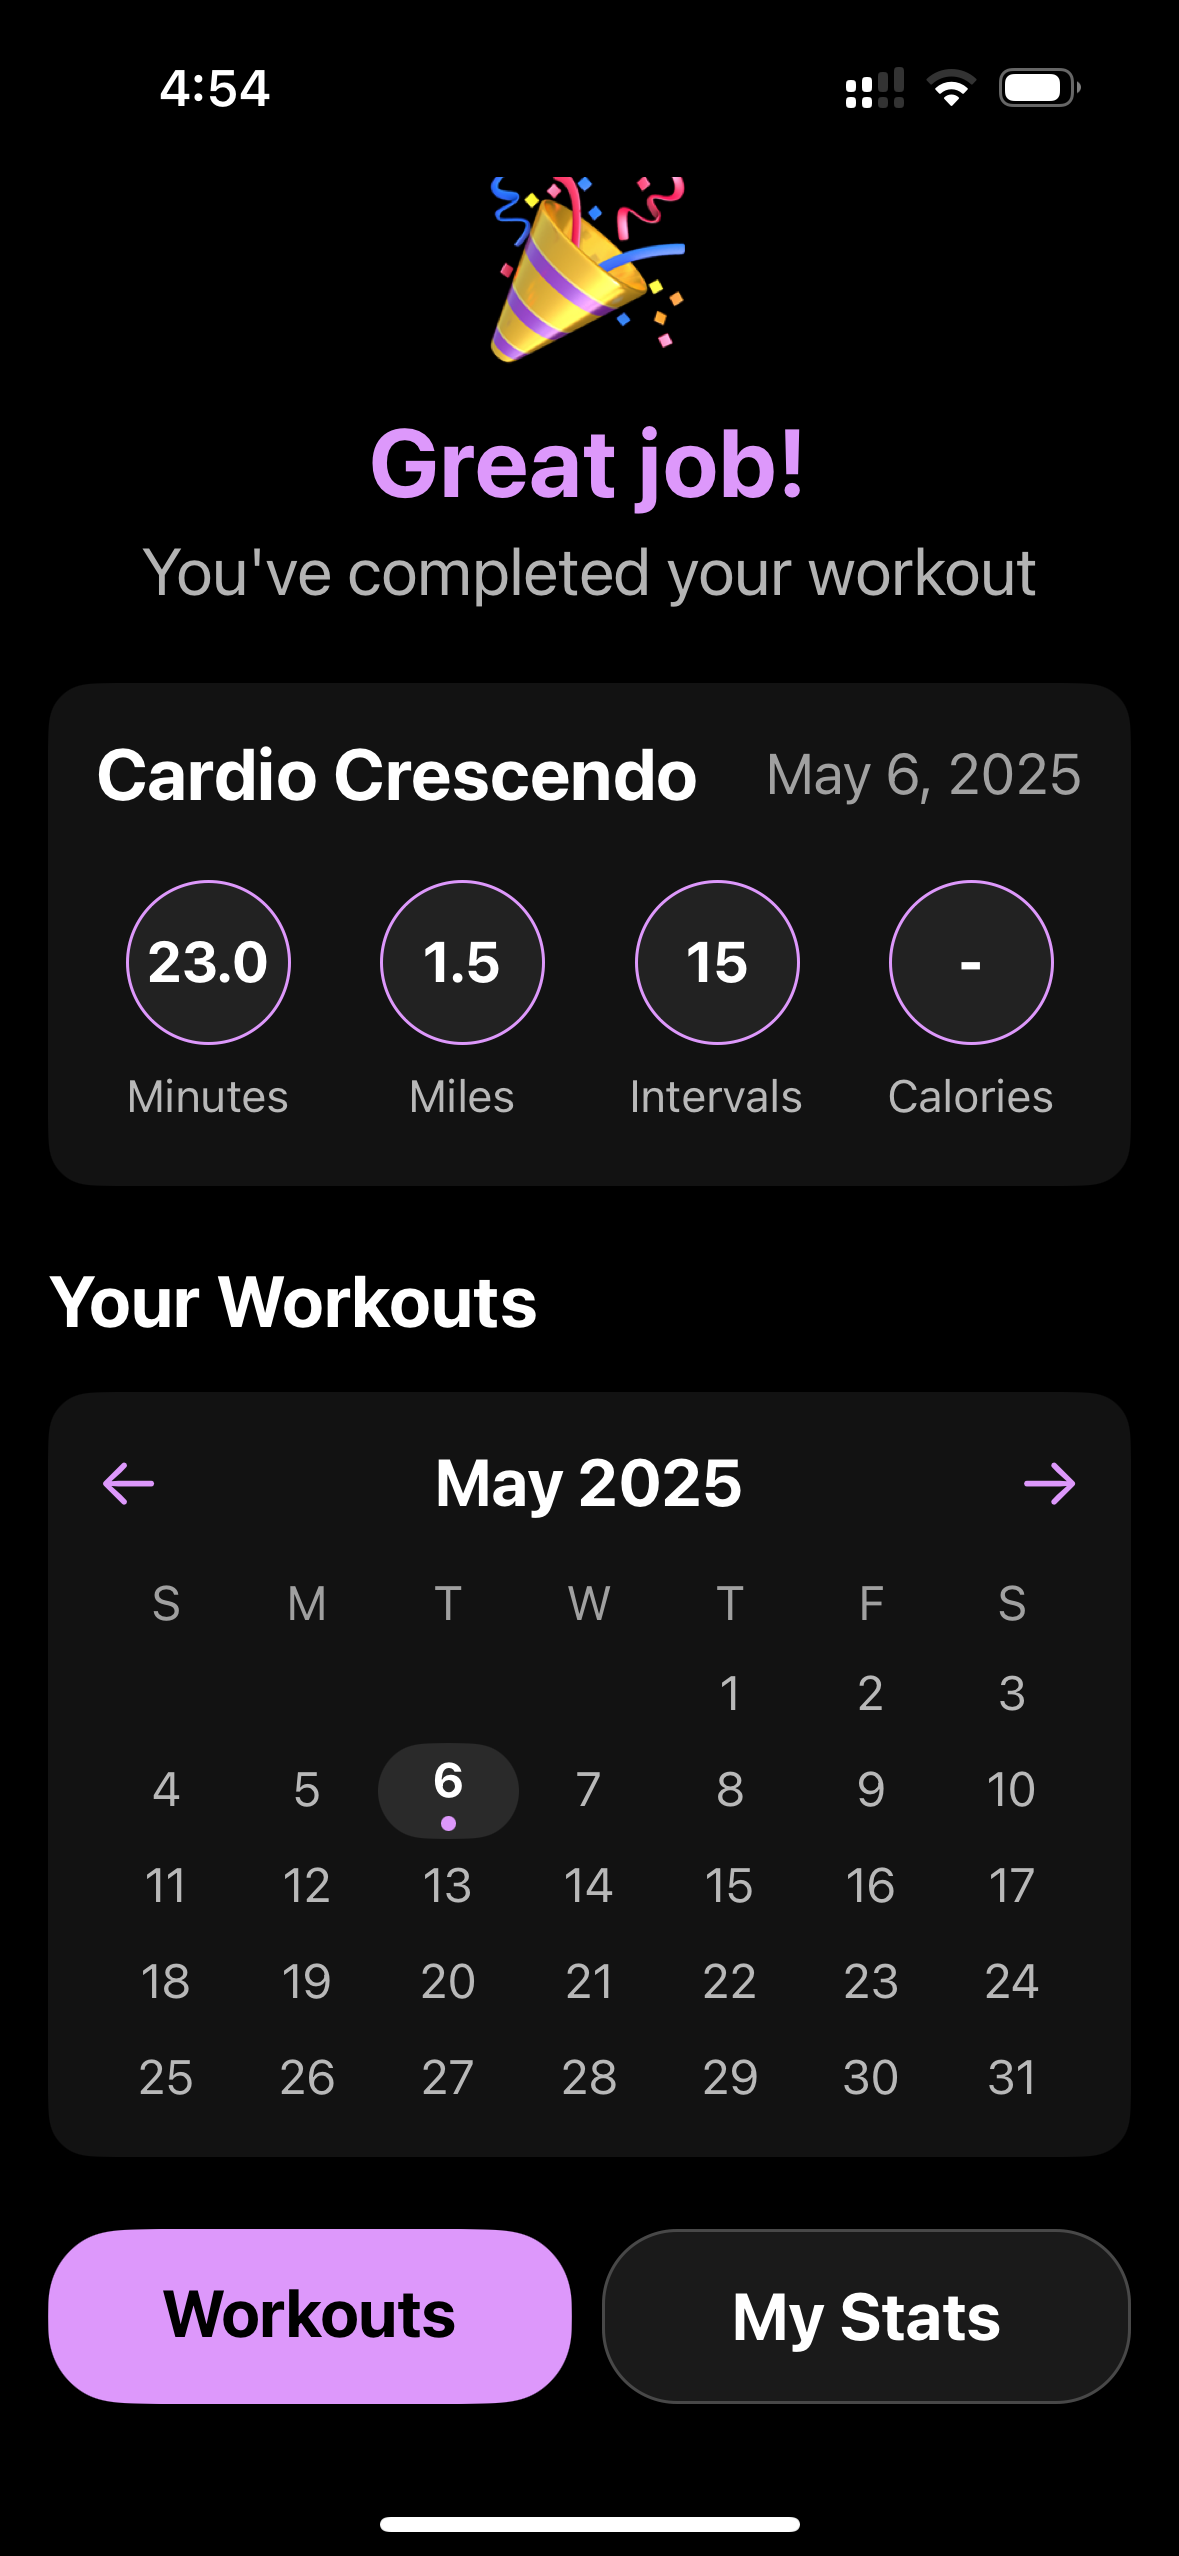 4:54
Great job!
You've completed your workout
Cardio Crescendo May 6, 2025
23.0 1.5 15 -
Minutes Miles Intervals Calories
Your Workouts
← May 2025 →
S M T W T F S
1 2 3
4 5 6 7 8 9 10
11 12 13 14 15 16 17
18 19 20 21 22 23 24
25 26 27 28 29 30 31
Workouts My Stats